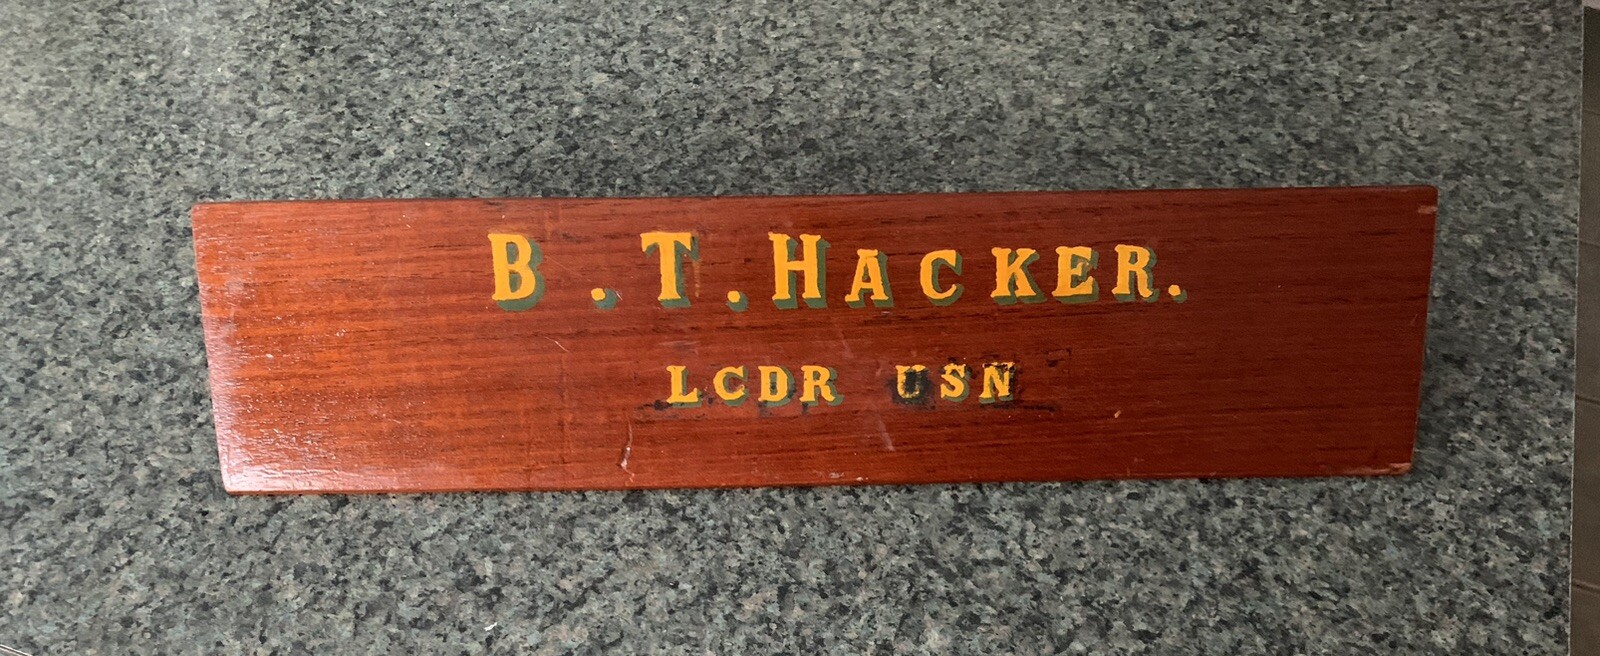 B. T. HACKER.
LCDR USN